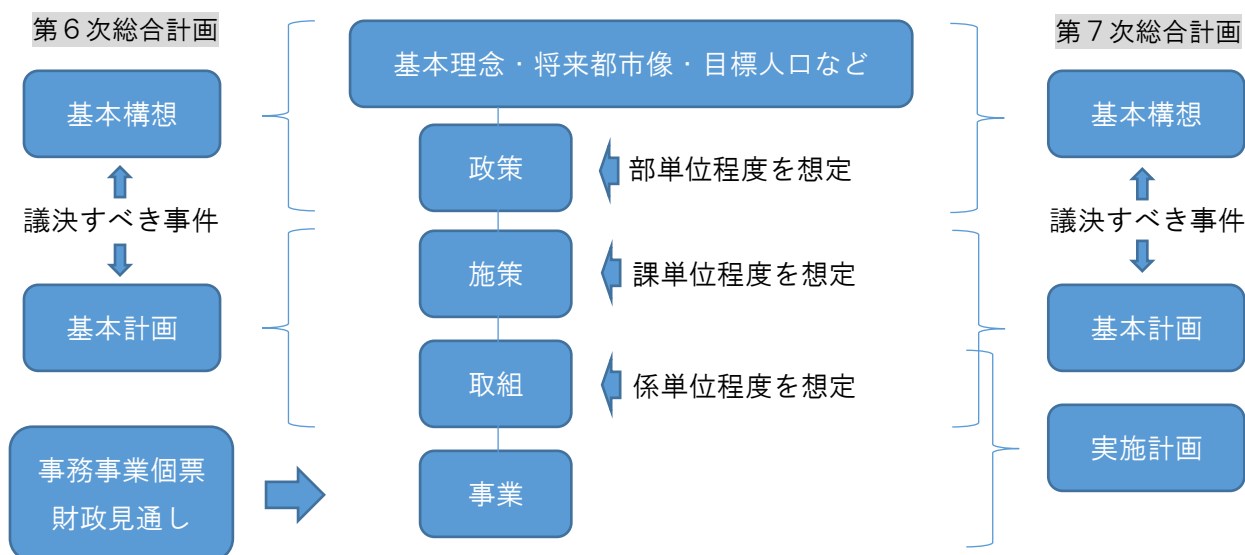 第６次総合計画
基本構想
議決すべき事件
基本計画
事務事業個票
財政見通し
基本理念・将来都市像・目標人口など
政策
部単位程度を想定
施策
課単位程度を想定
取組
係単位程度を想定
事業
第７次総合計画
基本構想
議決すべき事件
基本計画
実施計画